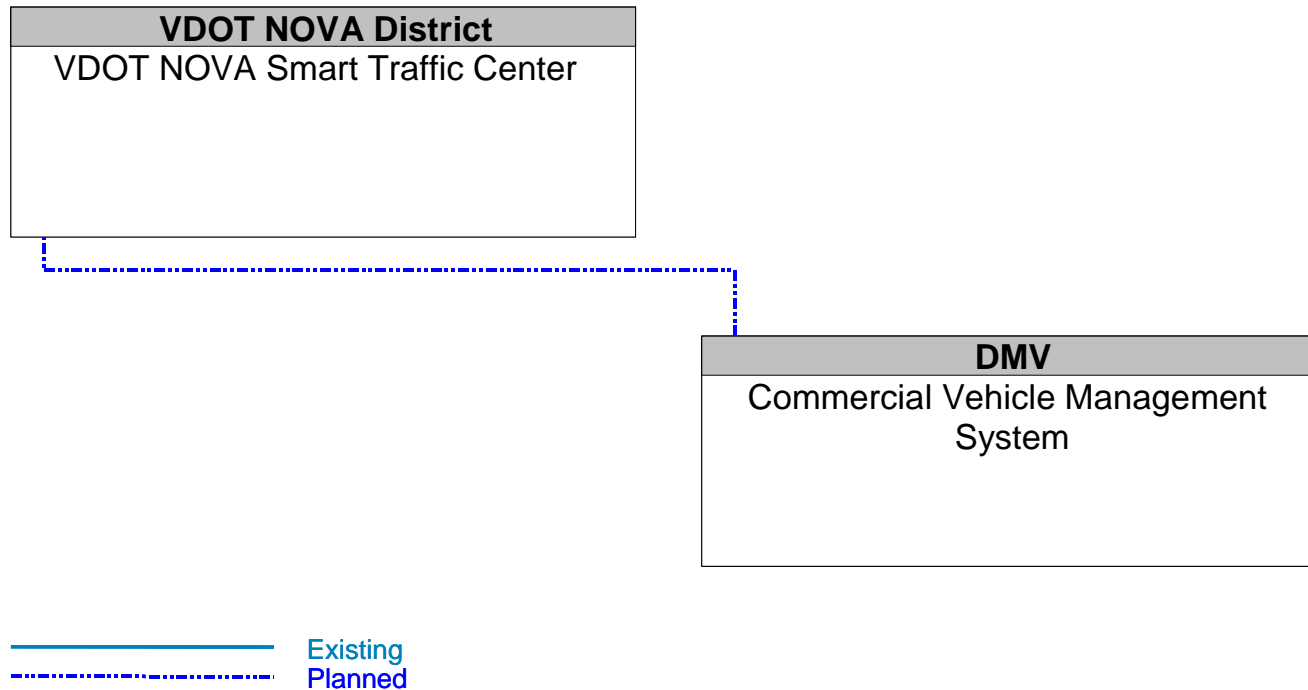 VDOT NOVA District
VDOT NOVA Smart Traffic Center
DMV
Commercial Vehicle Management
System
Existing
Planned